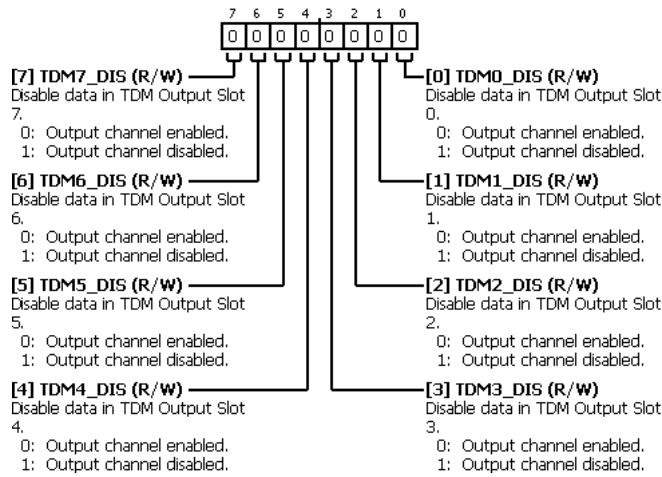 7 6 5 4 3 2 1 0
0 0 0 0 0 0 0 0
[7] TDM7_DIS (R/W)
Disable data in TDM Output Slot
7.
0: Output channel enabled.
1: Output channel disabled.
[6] TDM6_DIS (R/W)
Disable data in TDM Output Slot
6.
0: Output channel enabled.
1: Output channel disabled.
[5] TDM5_DIS (R/W)
Disable data in TDM Output Slot
5.
0: Output channel enabled.
1: Output channel disabled.
[4] TDM4_DIS (R/W)
Disable data in TDM Output Slot
4.
0: Output channel enabled.
1: Output channel disabled.
[0] TDM0_DIS (R/W)
Disable data in TDM Output Slot
0.
0: Output channel enabled.
1: Output channel disabled.
[1] TDM1_DIS (R/W)
Disable data in TDM Output Slot
1.
0: Output channel enabled.
1: Output channel disabled.
[2] TDM2_DIS (R/W)
Disable data in TDM Output Slot
2.
0: Output channel enabled.
1: Output channel disabled.
[3] TDM3_DIS (R/W)
Disable data in TDM Output Slot
3.
0: Output channel enabled.
1: Output channel disabled.